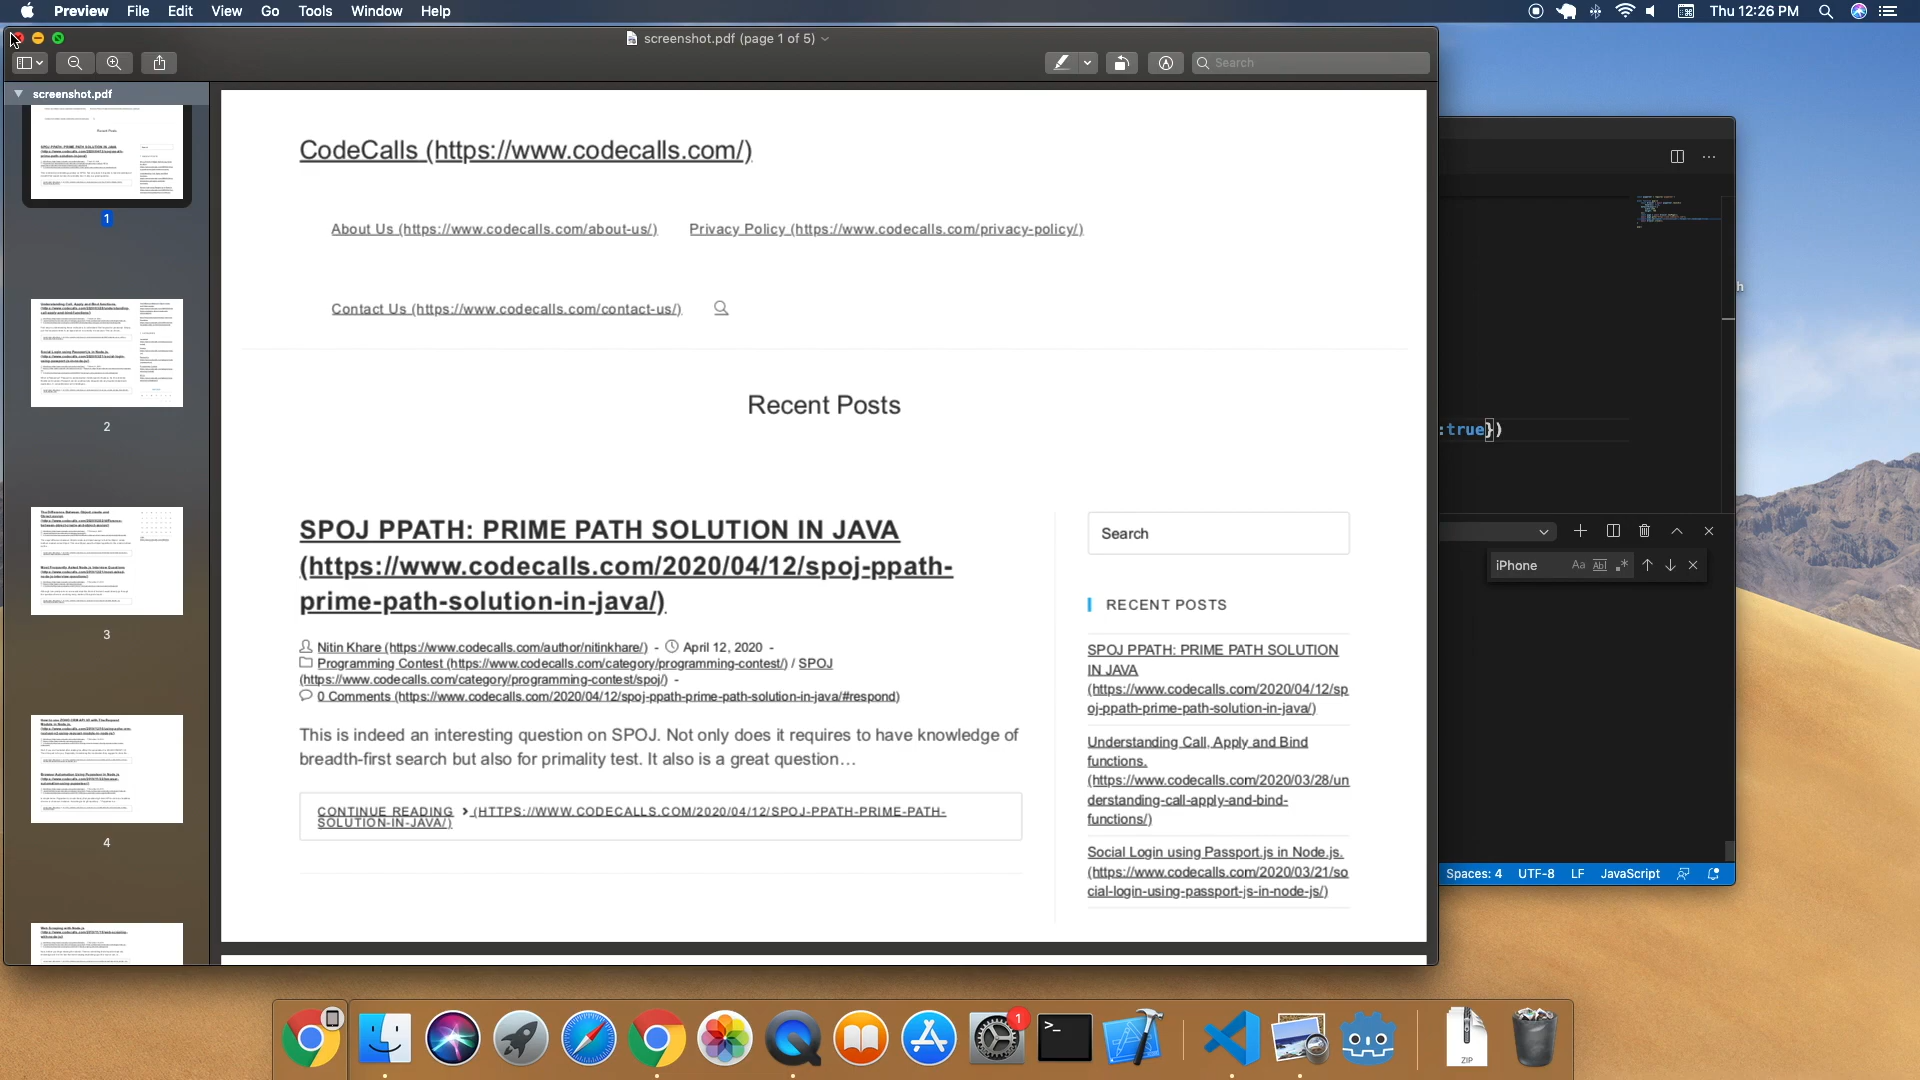 Preview File Edit View Go Tools Window Help
Thu 12:26 PM
screenshot.pdf (page 1 of 5)
Search
screenshot.pdf
1
2
3
4
CodeCalls (https://www.codecalls.com/)
About Us (https://www.codecalls.com/about-us/) Privacy Policy (https://www.codecalls.com/privacy-policy/)
Contact Us (https://www.codecalls.com/contact-us/)
Recent Posts
SPOJ PPATH: PRIME PATH SOLUTION IN JAVA
(https://www.codecalls.com/2020/04/12/spoj-ppath-
prime-path-solution-in-java/)
Nitin Khare (https://www.codecalls.com/author/nitinkhare/) - April 12, 2020 -
Programming Contest (https://www.codecalls.com/category/programming-contest/) / SPOJ
(https://www.codecalls.com/category/programming-contest/spoj/) -
0 Comments (https://www.codecalls.com/2020/04/12/spoj-ppath-prime-path-solution-in-java/#respond)
This is indeed an interesting question on SPOJ. Not only does it requires to have knowledge of
breadth-first search but also for primality test. It also is a great question…
CONTINUE READING > (HTTPS://WWW.CODECALLS.COM/2020/04/12/SPOJ-PPATH-PRIME-PATH-
SOLUTION-IN-JAVA/)
Search
RECENT POSTS
SPOJ PPATH: PRIME PATH SOLUTION
IN JAVA
(https://www.codecalls.com/2020/04/12/sp
oj-ppath-prime-path-solution-in-java/)
Understanding Call, Apply and Bind
functions.
(https://www.codecalls.com/2020/03/28/un
derstanding-call-apply-and-bind-
functions/)
Social Login using Passport.js in Node.js.
(https://www.codecalls.com/2020/03/21/so
cial-login-using-passport-js-in-node-js/)
h
:true})
iPhone Aa Abl .*
Spaces: 4 UTF-8 LF JavaScript
1
>_
ZIP